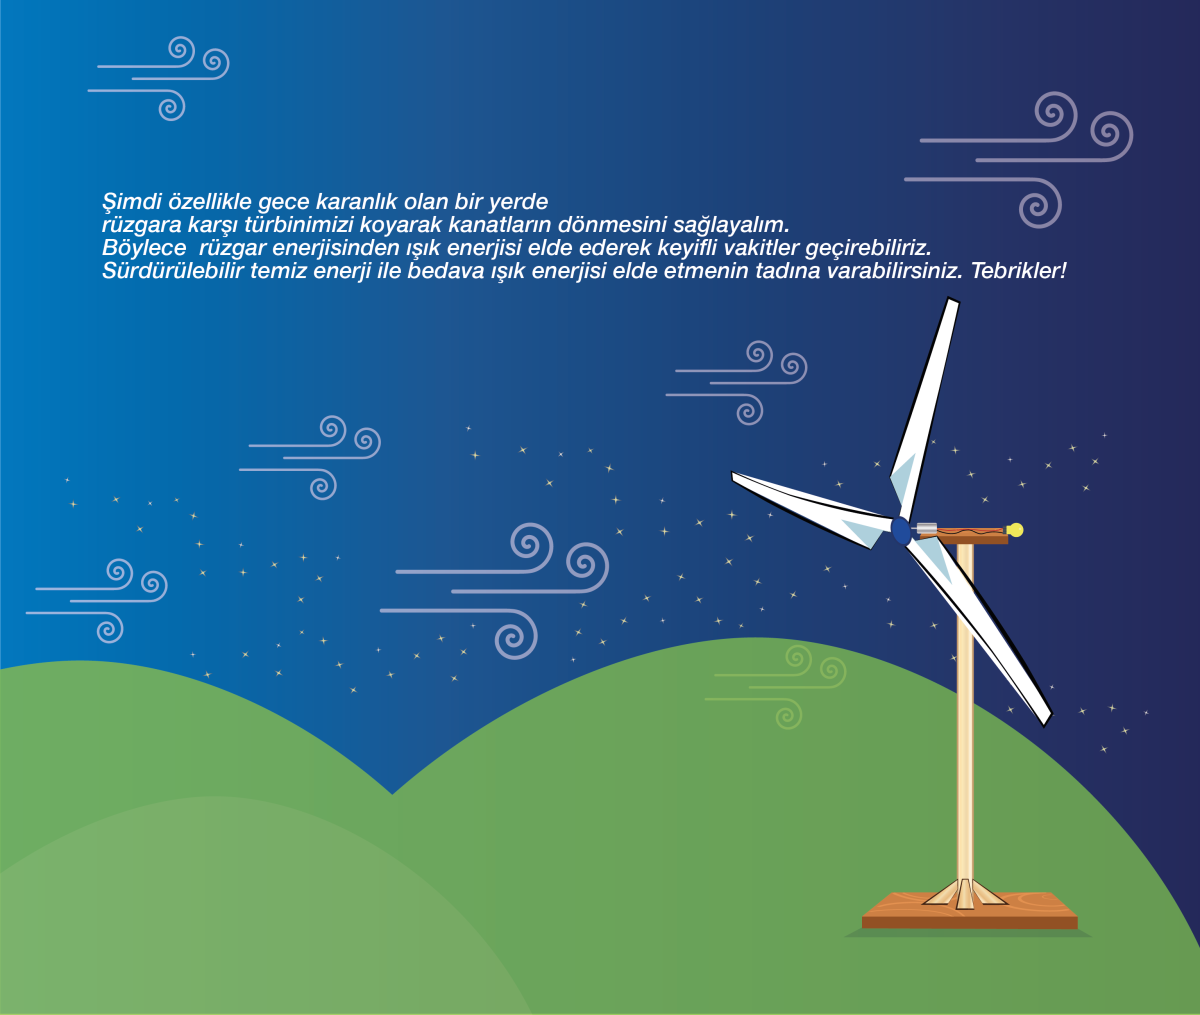 Şimdi özellikle gece karanlık olan bir yerde
rüzgara karşı türbinimizi koyarak kanatların dönmesini sağlayalım.
Böylece  rüzgar enerjisinden ışık enerjisi elde ederek keyifli vakitler geçirebiliriz.
Sürdürülebilir temiz enerji ile bedava ışık enerjisi elde etmenin tadına varabilirsiniz. Tebrikler!